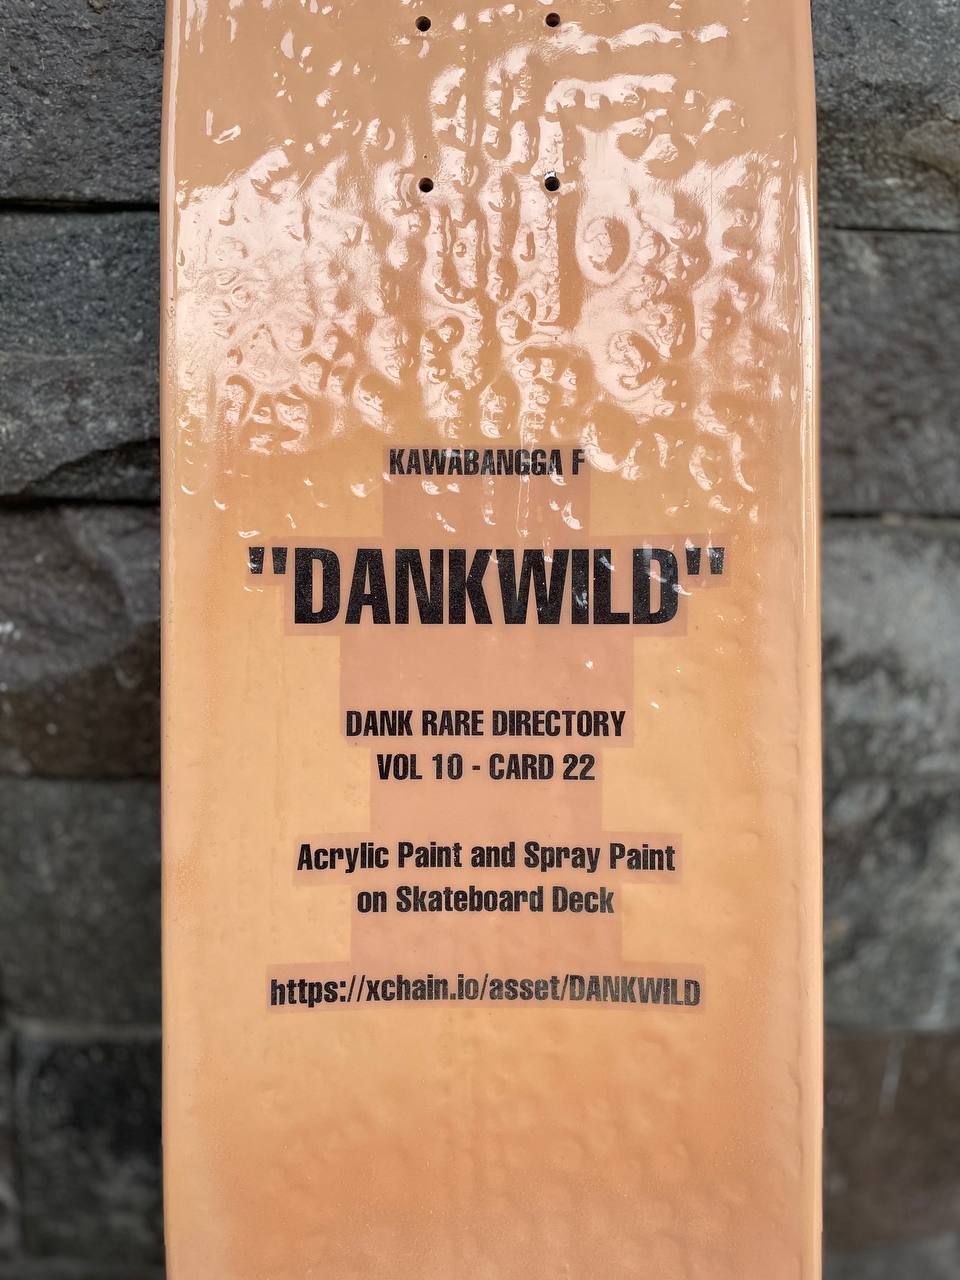 KAWABANGGA F
"DANKWILD"
DANK RARE DIRECTORY
VOL 10 - CARD 22
Acrylic Paint and Spray Paint
on Skateboard Deck
https://xchain.io/asset/DANKWILD